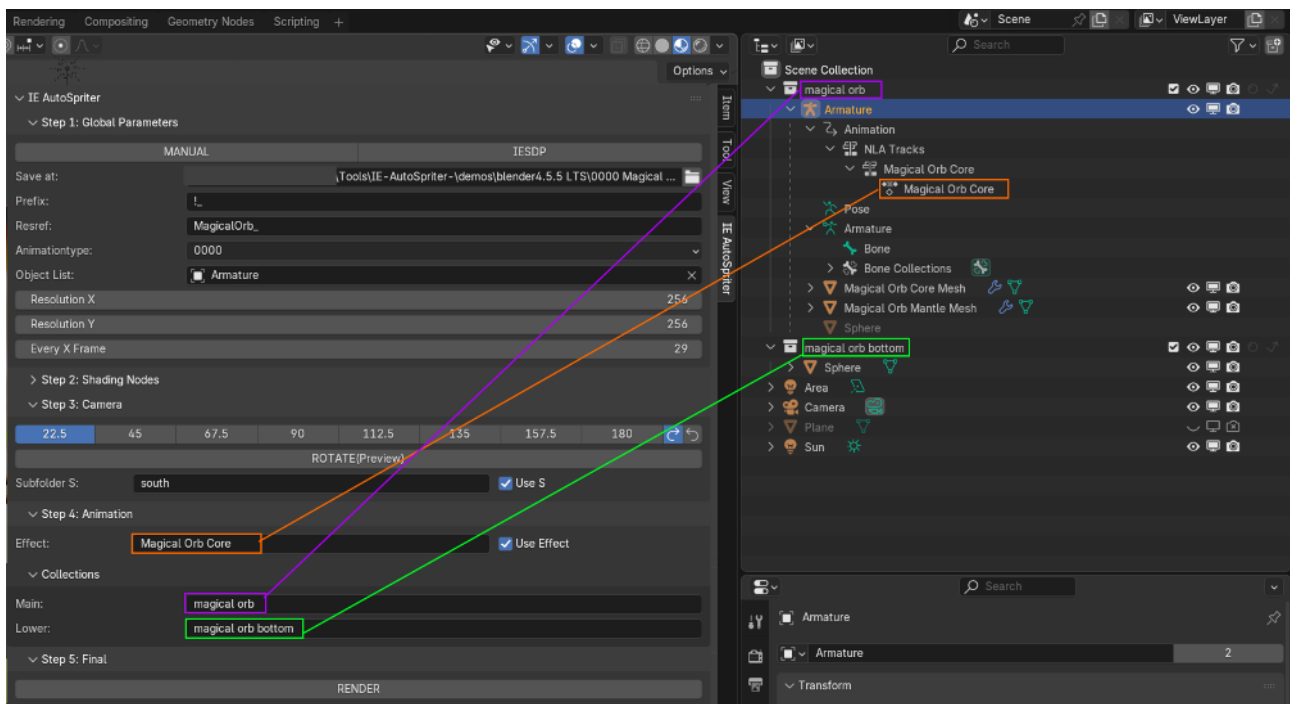 Rendering Compositing Geometry Nodes Scripting +
Scene
ViewLayer
Options
Search
IE AutoSpriter
Step 1: Global Parameters
MANUAL IESDP
Save at: \Tools\IE-AutoSpriter-\demos\blender4.5.5 LTS\0000 Magical ...
Prefix: !_
Resref: MagicalOrb_
Animationtype: 0000
Object List: Armature
Resolution X 256
Resolution Y 256
Every X Frame 29
Step 2: Shading Nodes
Step 3: Camera
22.5 45 67.5 90 112.5 135 157.5 180
ROTATE(Preview)
Subfolder S: south Use S
Step 4: Animation
Effect: Magical Orb Core Use Effect
Collections
Main: magical orb
Lower: magical orb bottom
Step 5: Final
RENDER
Item
Tool
View
IE AutoSpriter
Scene Collection
magical orb
Armature
Animation
NLA Tracks
Magical Orb Core
Magical Orb Core
Pose
Armature
Bone
Bone Collections
Magical Orb Core Mesh
Magical Orb Mantle Mesh
Sphere
magical orb bottom
Sphere
Area
Camera
Plane
Sun
Search
Armature
Armature 2
Transform